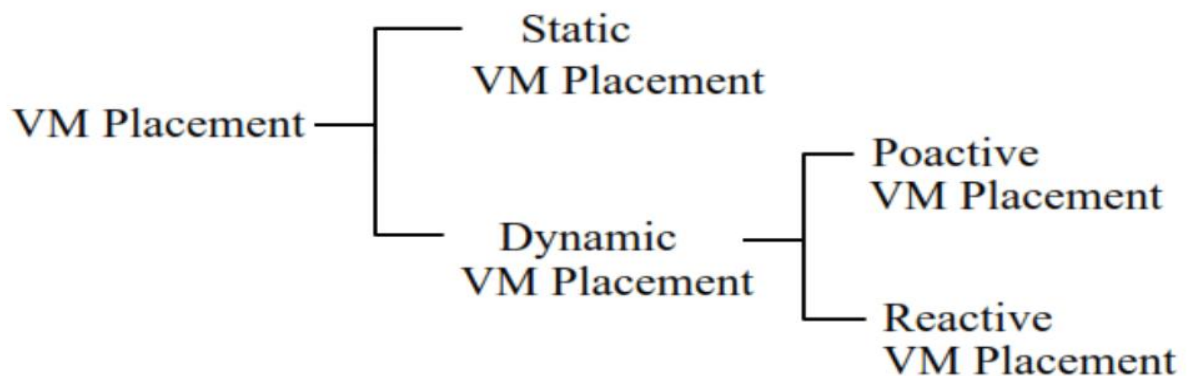 Static
VM Placement
VM Placement
Poactive
VM Placement
Dynamic
VM Placement
Reactive
VM Placement